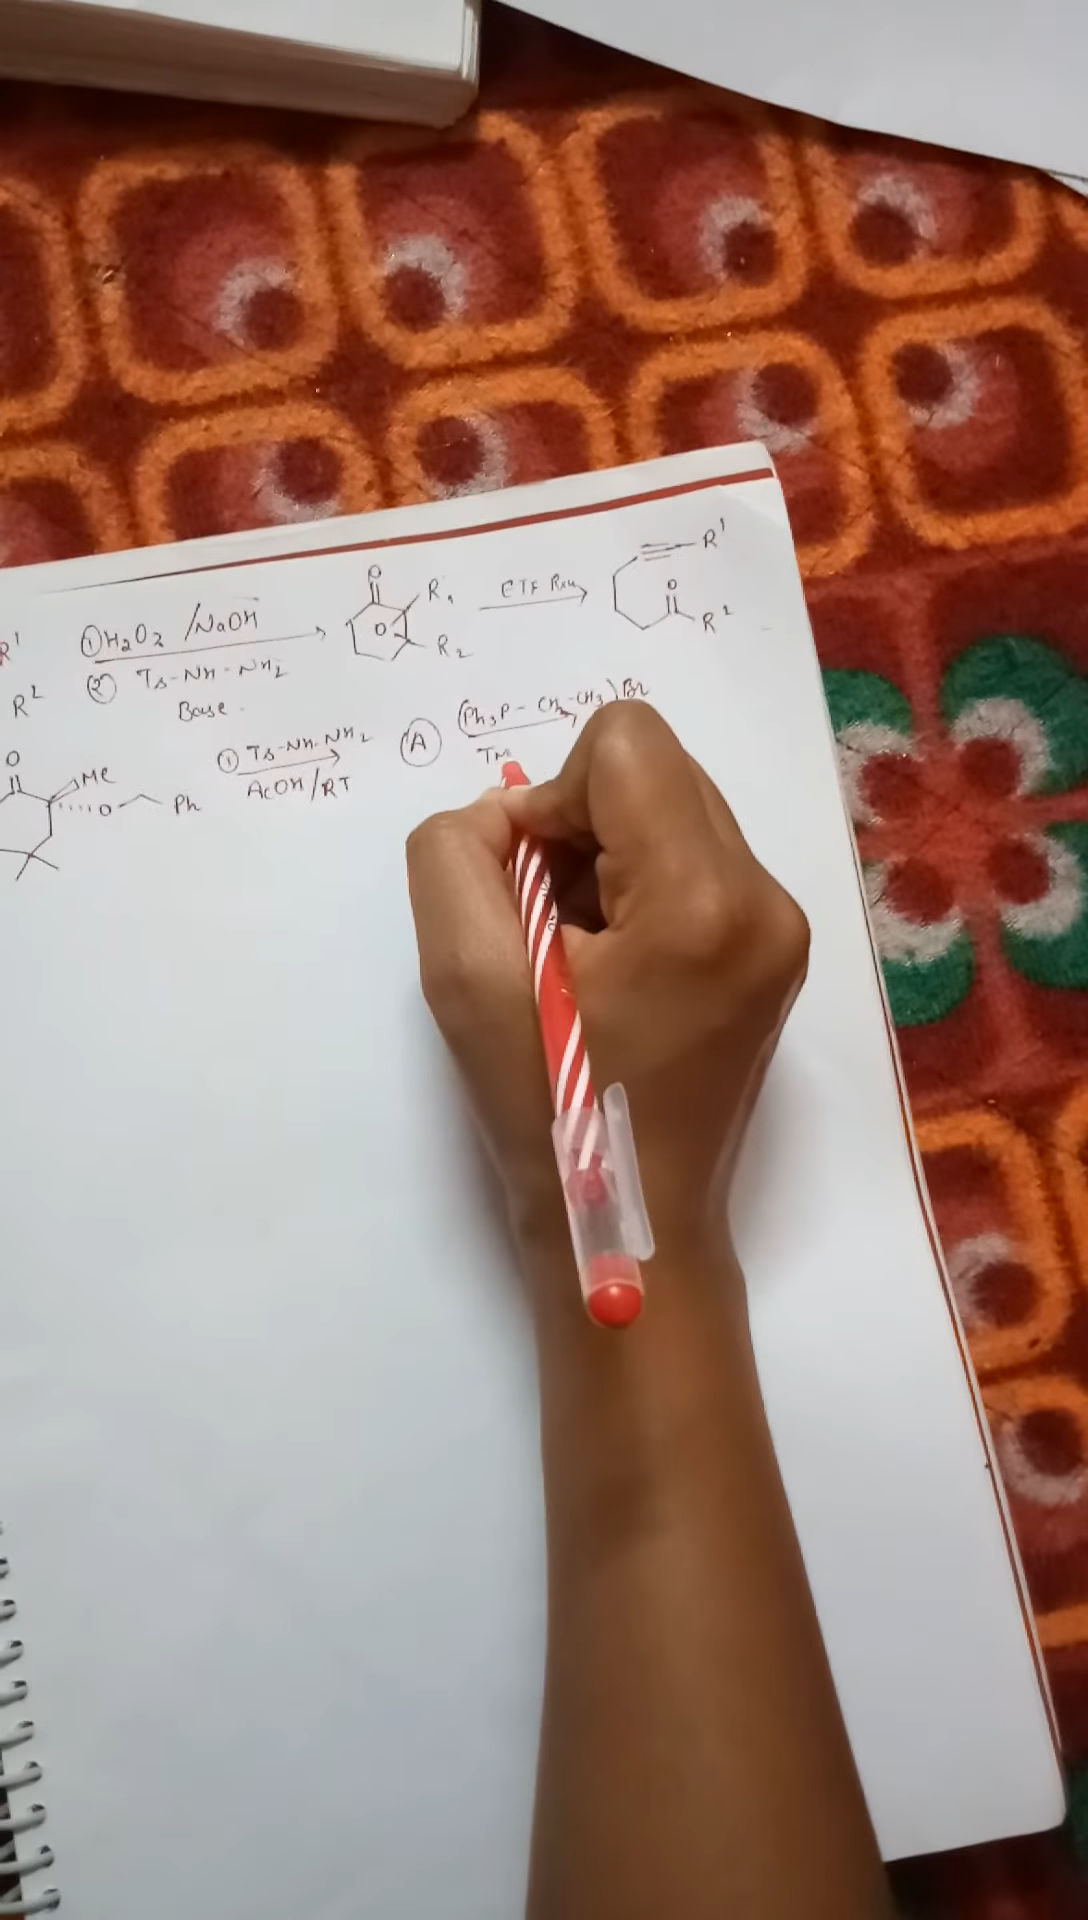 R¹
R²
① H₂O₂ /NaOH
② Ts-NH-NH₂
Base.
O
O
R₁
R₂
ETF Rxn
R¹
O
R²
O
Me
O
Ph
① Ts-NH-NH₂
AcOH/RT
A
(Ph₃P-CH₂-CH₃)Br